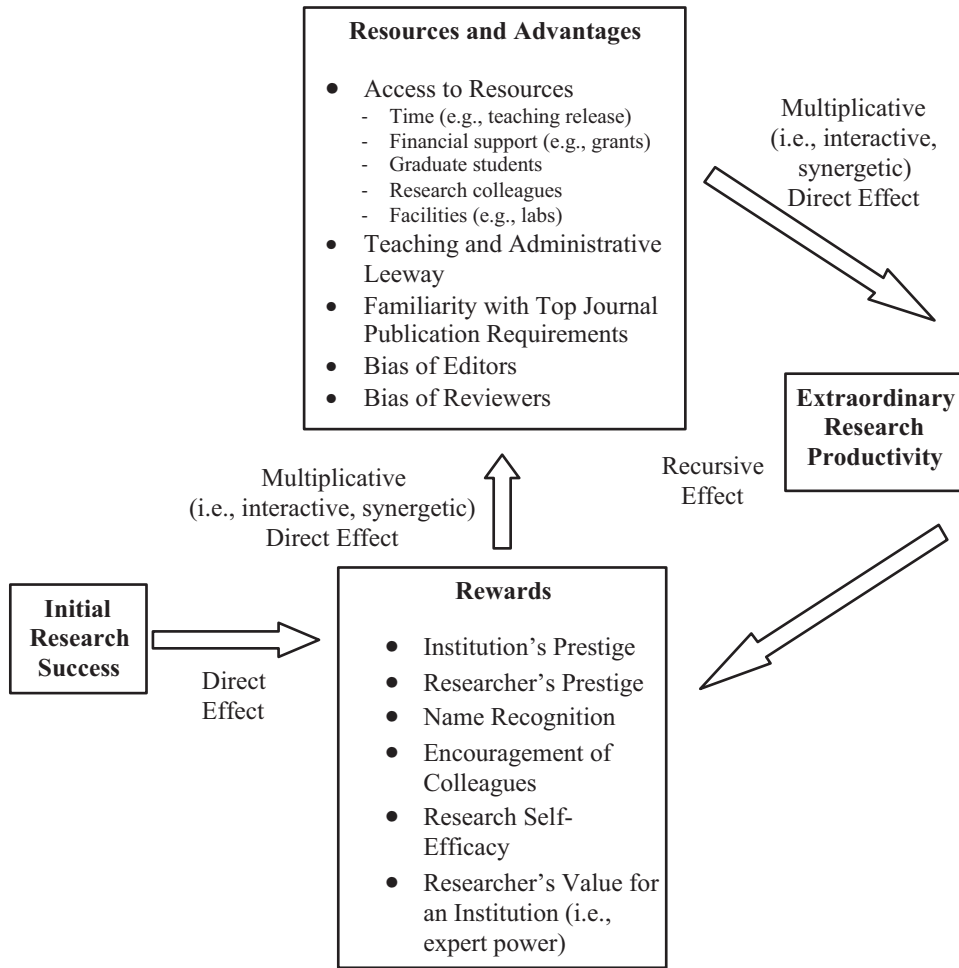 Resources and Advantages
• Access to Resources
- Time (e.g., teaching release)
- Financial support (e.g., grants)
- Graduate students
- Research colleagues
- Facilities (e.g., labs)
• Teaching and Administrative
Leeway
• Familiarity with Top Journal
Publication Requirements
• Bias of Editors
• Bias of Reviewers
Multiplicative
(i.e., interactive,
synergetic)
Direct Effect
Extraordinary
Research
Productivity
Recursive
Effect
Multiplicative
(i.e., interactive, synergetic)
Direct Effect
Initial
Research
Success
Direct
Effect
Rewards
• Institution’s Prestige
• Researcher’s Prestige
• Name Recognition
• Encouragement of
Colleagues
• Research Self-
Efficacy
• Researcher’s Value for
an Institution (i.e.,
expert power)